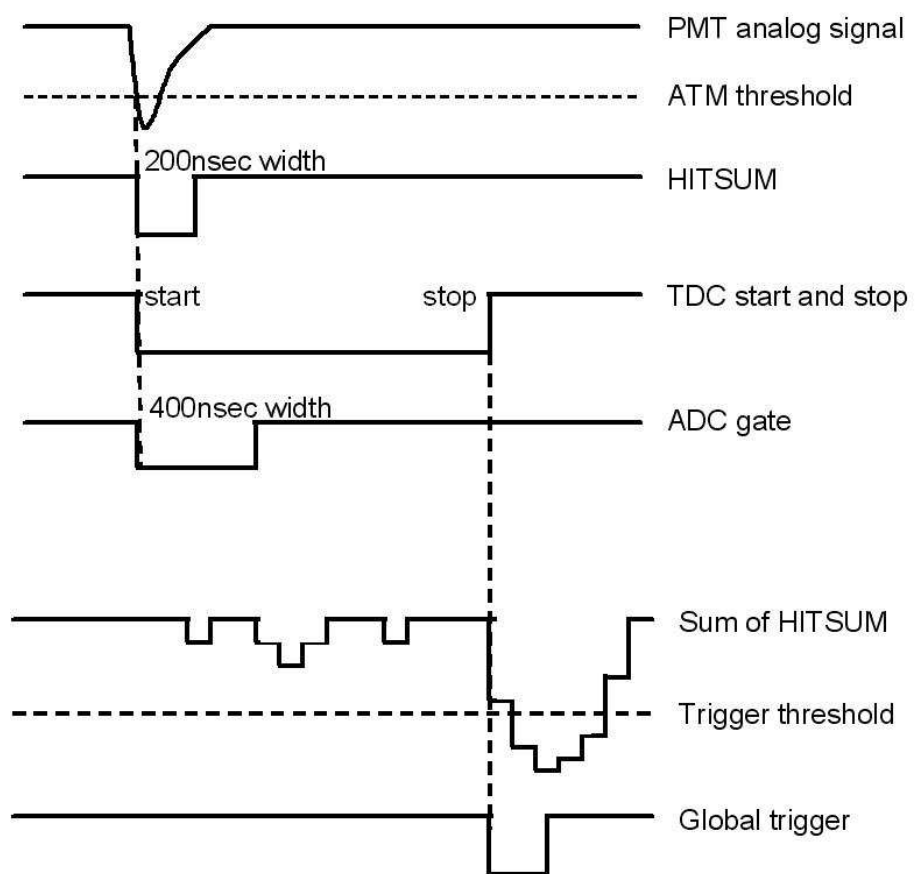 PMT analog signal
ATM threshold
200nsec width
HITSUM
start
stop
TDC start and stop
400nsec width
ADC gate
Sum of HITSUM
Trigger threshold
Global trigger